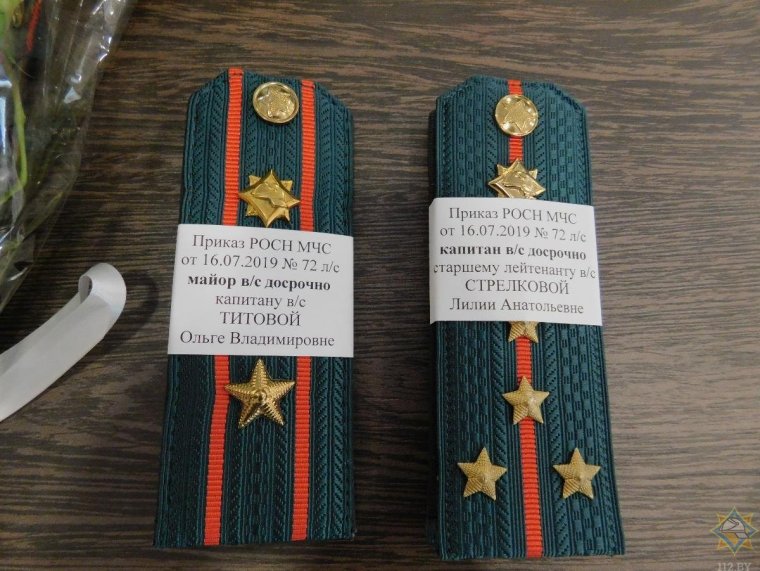 Приказ РОСН МЧС
от 16.07.2019 № 72 л/с
майор в/с досрочно
капитану в/с
ТИТОВОЙ
Ольге Владимировне
Приказ РОСН МЧС
от 16.07.2019 № 72 л/с
капитан в/с досрочно
старшему лейтенанту в/с
СТРЕЛКОВОЙ
Лилии Анатольевне
112.BY